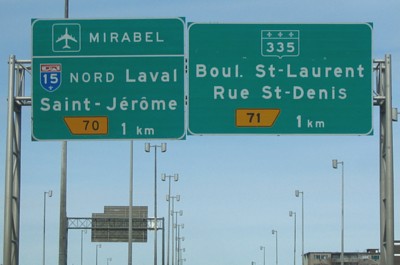 MIRABEL
15 NORD Laval
Saint-Jérôme
70 1 km
335
Boul. St-Laurent
Rue St-Denis
71 1 km